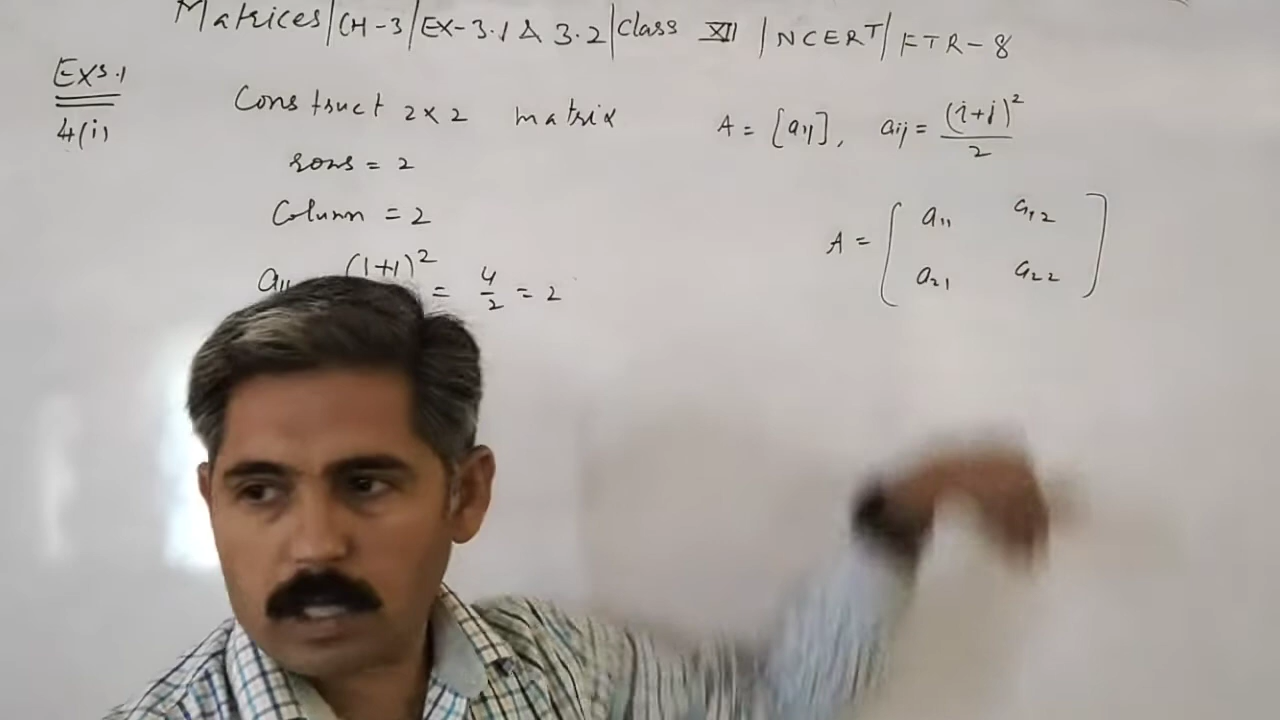 Matrices/CH-3/EX-3.1 & 3.2/Class XII/NCERT/FTR-8
Ex 3.1
4(i)
Construct 2×2 matrix A = [aij], aij = (i+j)²/2
rows = 2
Column = 2
A = [a11 a12
a21 a22]
a11 (1+1)² = 4/2 = 2